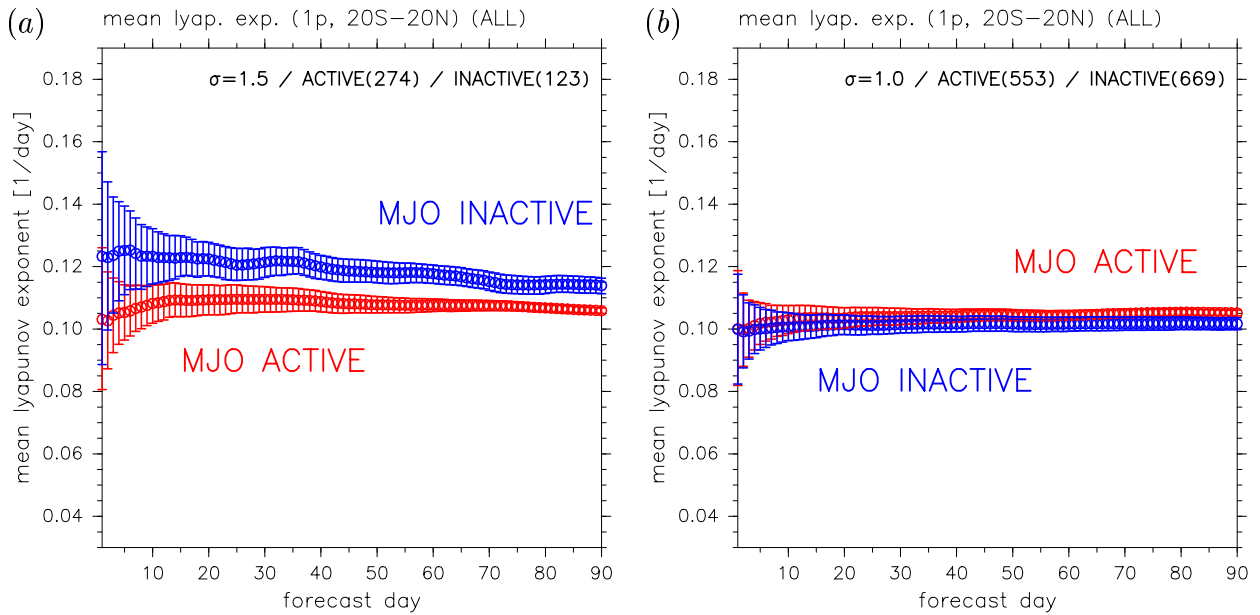 (a)
mean lyap. exp. (1p, 20S−20N) (ALL)
σ=1.5 / ACTIVE(274) / INACTIVE(123)
MJO INACTIVE
MJO ACTIVE
mean lyapunov exponent [1/day]
0.18
0.16
0.14
0.12
0.10
0.08
0.06
0.04
10 20 30 40 50 60 70 80 90
forecast day
(b)
mean lyap. exp. (1p, 20S−20N) (ALL)
σ=1.0 / ACTIVE(553) / INACTIVE(669)
MJO ACTIVE
MJO INACTIVE
mean lyapunov exponent [1/day]
0.18
0.16
0.14
0.12
0.10
0.08
0.06
0.04
10 20 30 40 50 60 70 80 90
forecast day